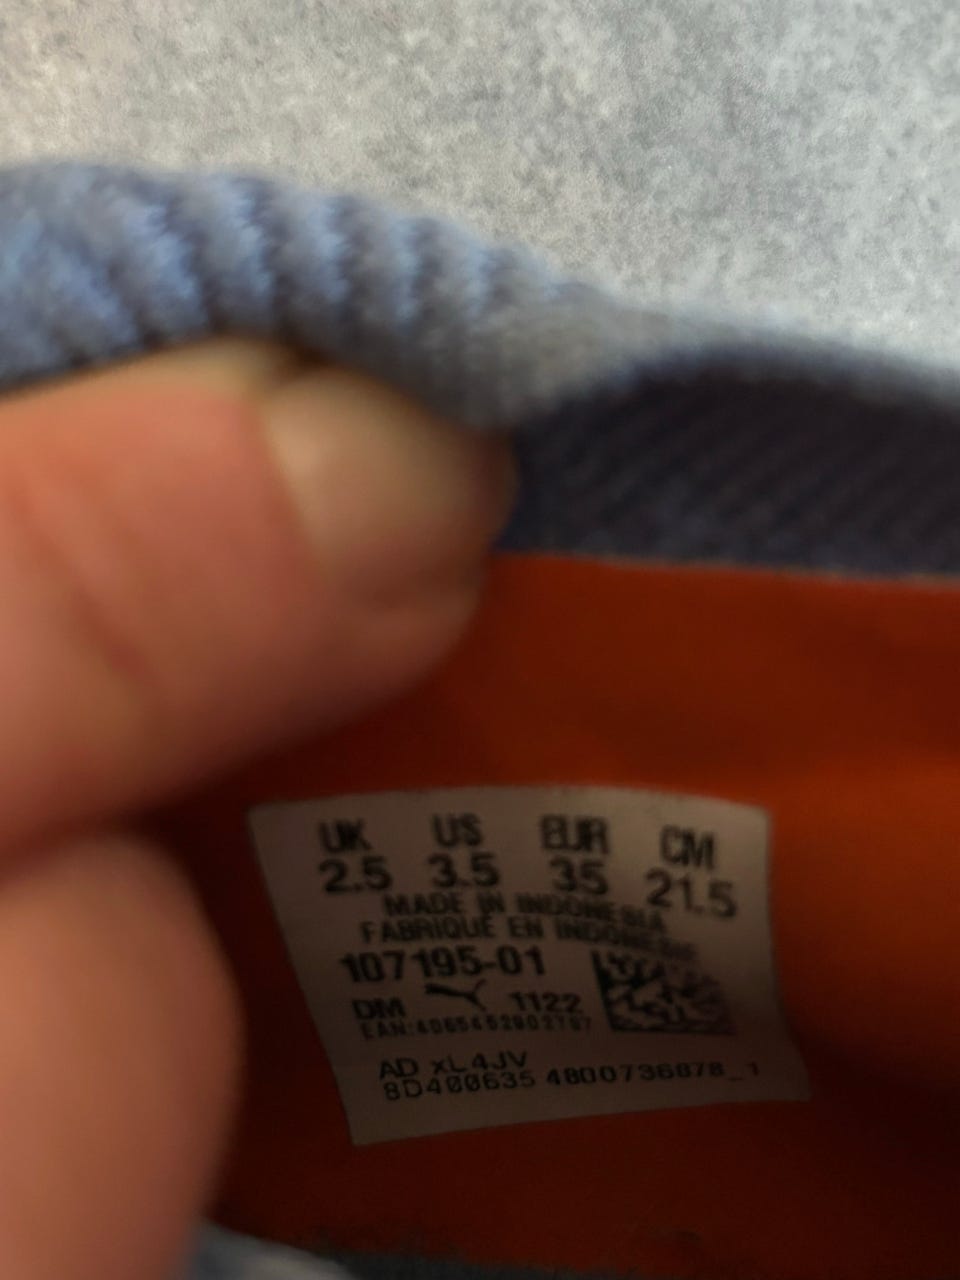 UK US EUR CM
2.5 3.5 35 21.5
MADE IN INDONESIA
FABRIQUÉ EN INDONÉSIE
107195-01
DM 1122
AD xL4JV
8D400635 4800736878_1